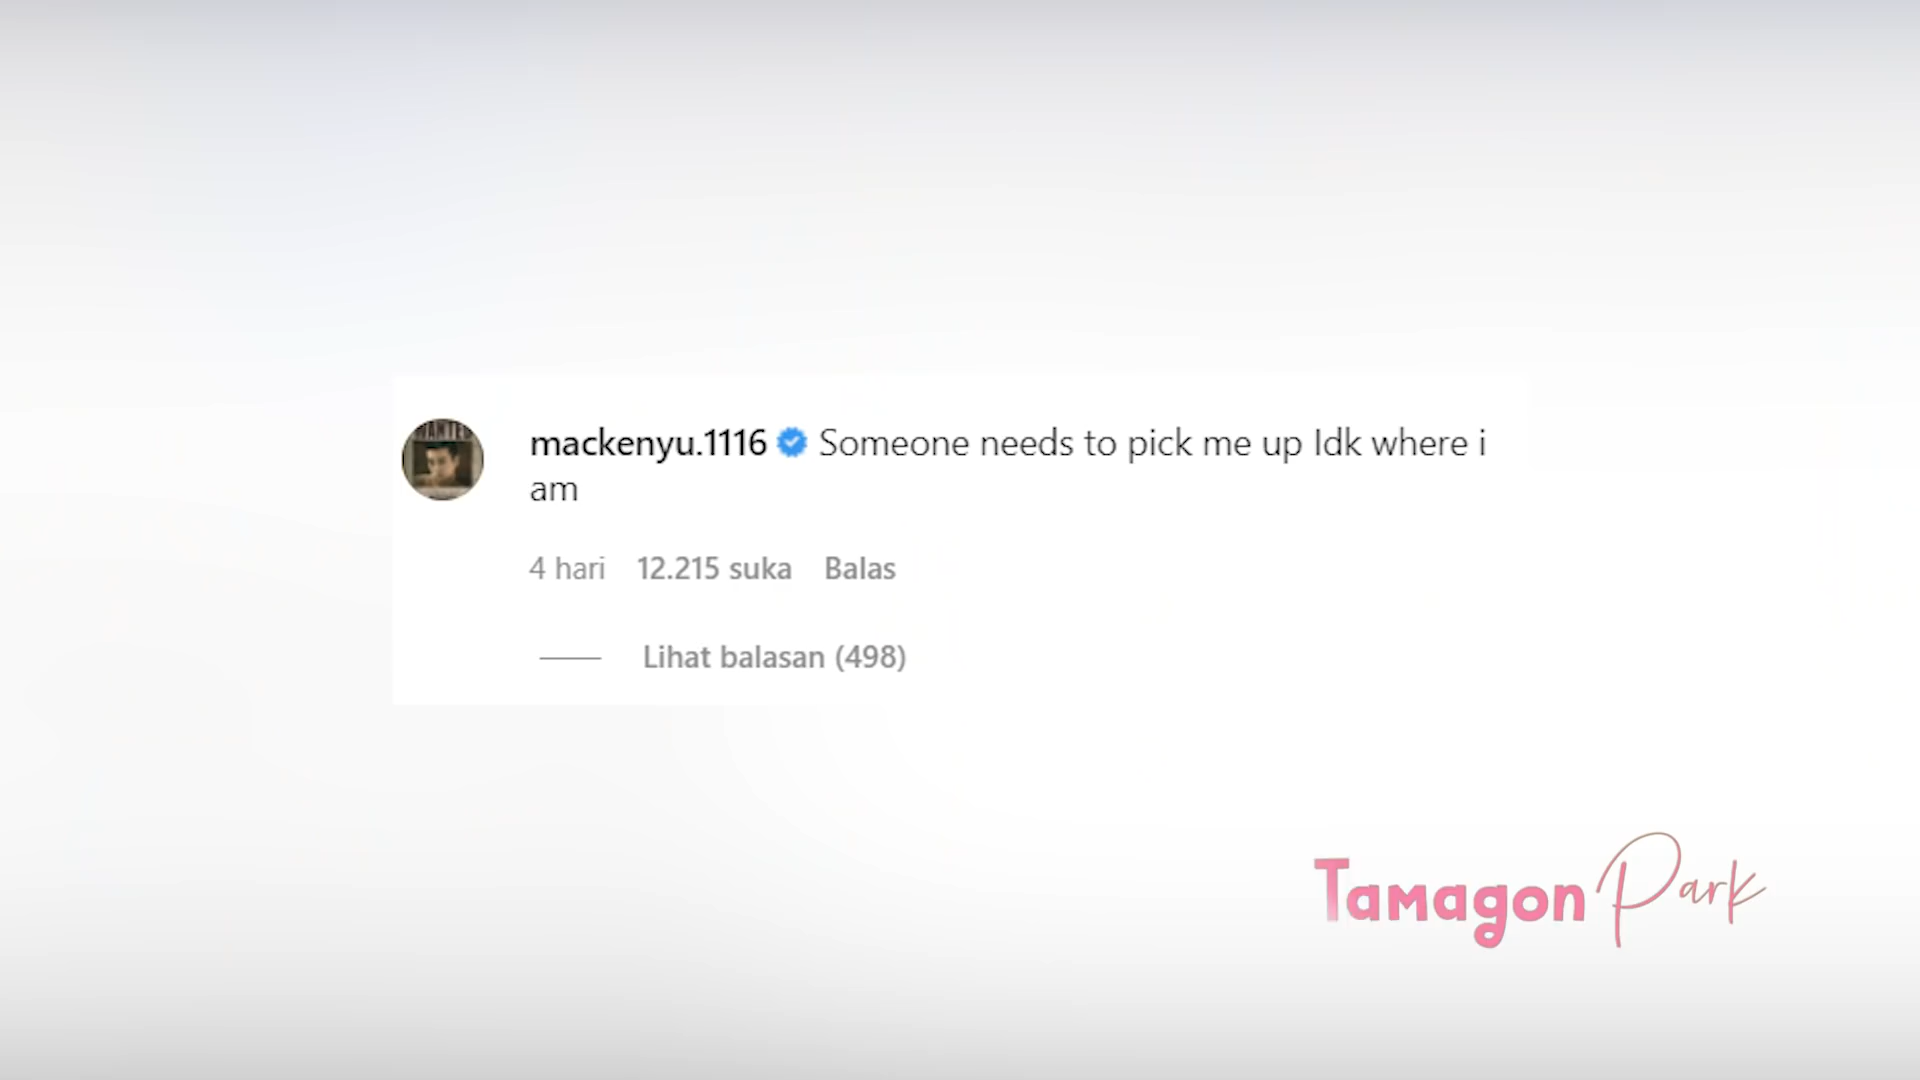 mackenyu.1116 Someone needs to pick me up Idk where i
am
4 hari 12.215 suka Balas
Lihat balasan (498)
Tamagon Park